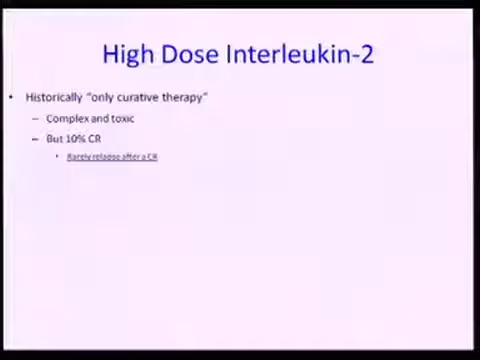 High Dose Interleukin-2
• Historically "only curative therapy"
– Complex and toxic
– But 10% CR
• Rarely relapse after a CR